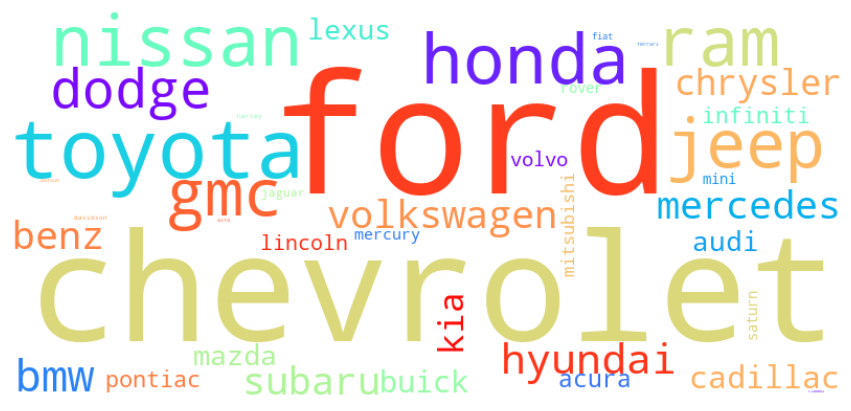 nissan
lexus
honda
fiat
ferrari
ram
dodge
ford
rover
chrysler
toyota
harley
volvo
infiniti
jeep
gmc
jaguar
mini
davidson
volkswagen
mitsubishi
mercedes
benz
lincoln
mercury
audi
chevrolet
kia
saturn
mazda
hyundai
bmw
pontiac
subaru
buick
acura
cadillac